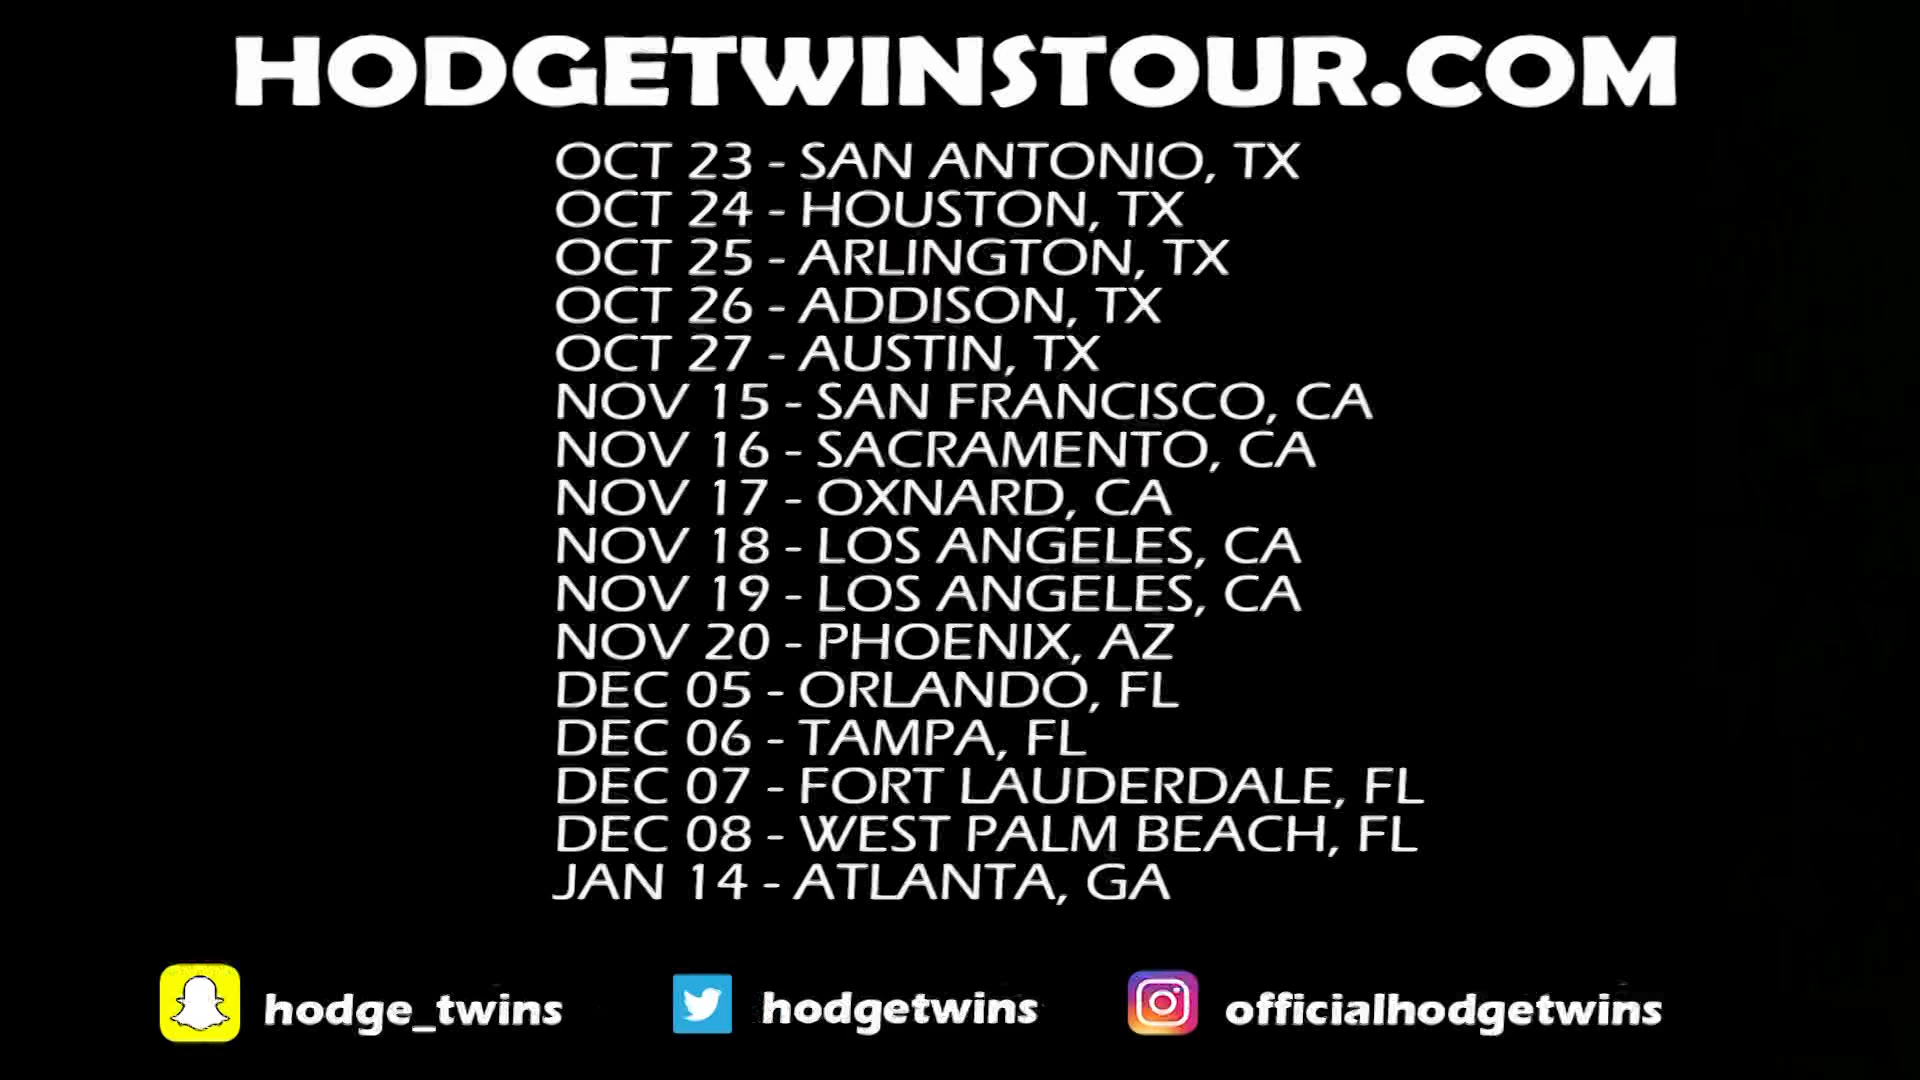 HODGETWINSTOUR.COM
OCT 23 - SAN ANTONIO, TX
OCT 24 - HOUSTON, TX
OCT 25 - ARLINGTON, TX
OCT 26 - ADDISON, TX
OCT 27 - AUSTIN, TX
NOV 15 - SAN FRANCISCO, CA
NOV 16 - SACRAMENTO, CA
NOV 17 - OXNARD, CA
NOV 18 - LOS ANGELES, CA
NOV 19 - LOS ANGELES, CA
NOV 20 - PHOENIX, AZ
DEC 05 - ORLANDO, FL
DEC 06 - TAMPA, FL
DEC 07 - FORT LAUDERDALE, FL
DEC 08 - WEST PALM BEACH, FL
JAN 14 - ATLANTA, GA
hodge_twins hodgetwins officialhodgetwins